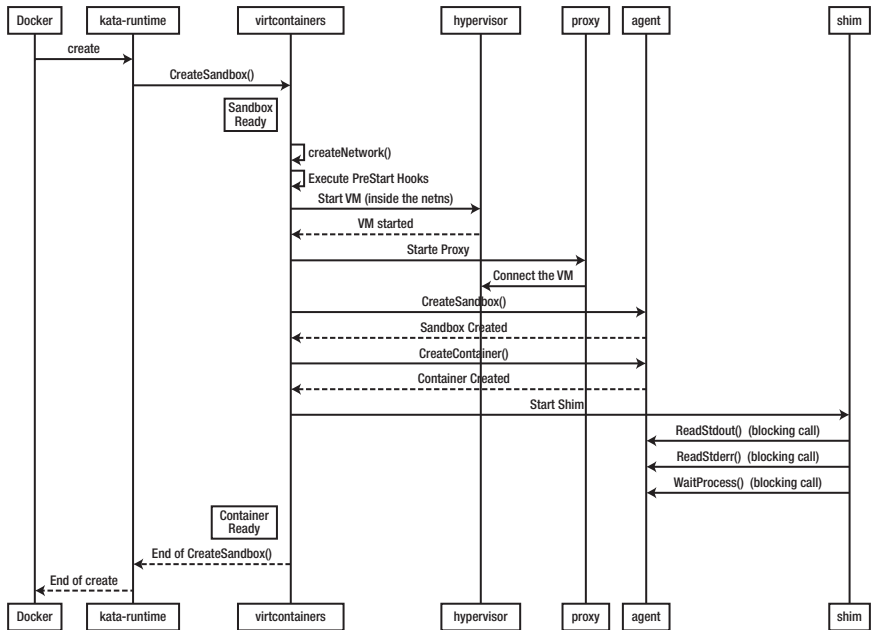 Docker kata-runtime virtcontainers hypervisor proxy agent shim
create
CreateSandbox()
Sandbox
Ready
createNetwork()
Execute PreStart Hooks
Start VM (inside the netns)
VM started
Starte Proxy
Connect the VM
CreateSandbox()
Sandbox Created
CreateContainer()
Container Created
Start Shim
ReadStdout() (blocking call)
ReadStderr() (blocking call)
WaitProcess() (blocking call)
Container
Ready
End of CreateSandbox()
End of create
Docker kata-runtime virtcontainers hypervisor proxy agent shim